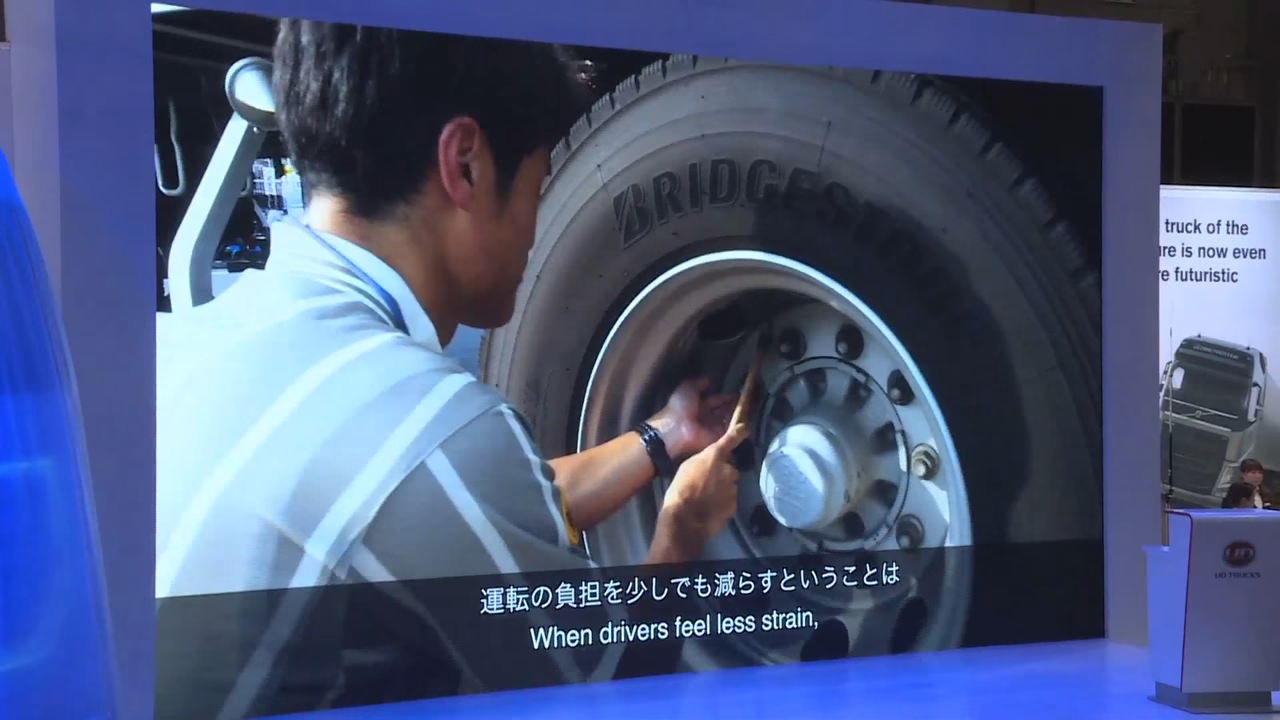 BRIDGES
truck of the
re is now even
e futuristic
運転の負担を少しでも減らすということは
When drivers feel less strain,
UD TRUCKS